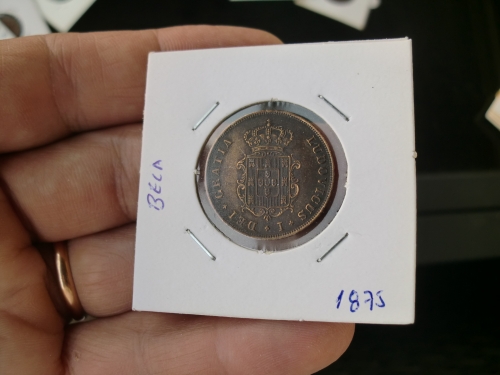 BELA
LUDOVICUS · I · DEI · GRATIA
1875